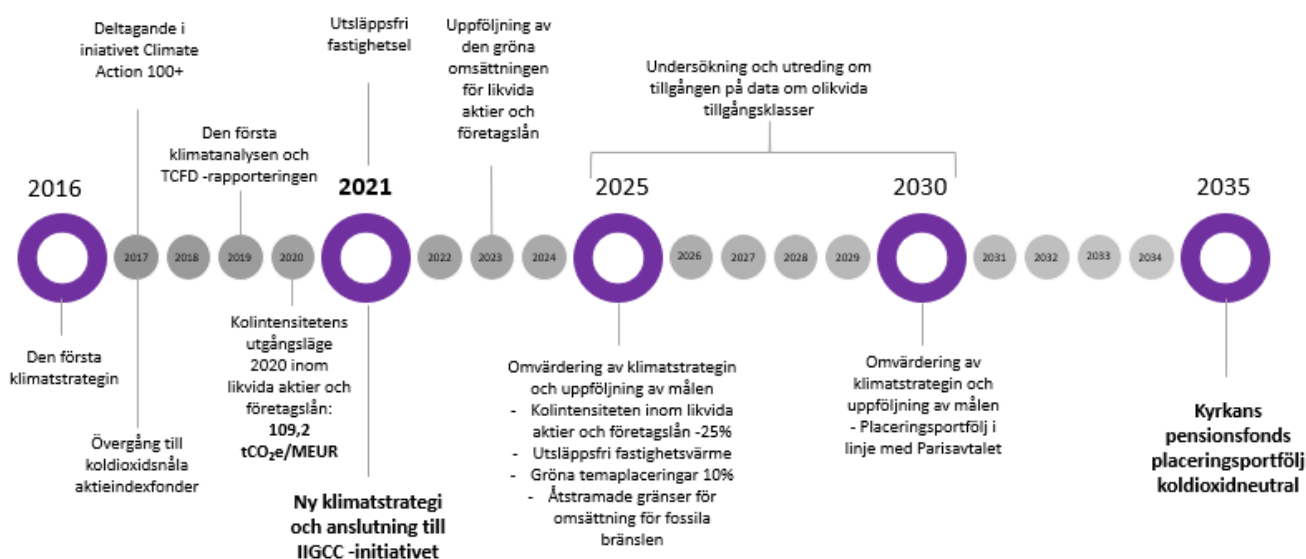 Deltagande i
iniativet Climate
Action 100+
Utsläppsfri
fastighetsel
Uppföljning av
den gröna
omsättningen
för likvida
aktier och
företagslån
Undersökning och utreding om
tillgången på data om olikvida
tillgångsklasser
Den första
klimatanalysen och
TCFD -rapporteringen
2016
2021
2025
2030
2035
2017
2018
2019
2020
2022
2023
2024
2026
2027
2028
2029
2031
2032
2033
2034
Den första
klimatstrategin
Övergång till
koldioxidsnåla
aktieindexfonder
Kolintensitetens
utgångsläge
2020 inom
likvida aktier och
företagslån:
109,2
tCO₂e/MEUR
Ny klimatstrategi
och anslutning till
IIGCC -initiativet
Omvärdering av klimatstrategin
och uppföljning av målen
- Kolintensiteten inom likvida
aktier och företagslån -25%
- Utsläppsfri fastighetsvärme
- Gröna temaplaceringar 10%
- Åtstramade gränser för
omsättning för fossila
bränslen
Omvärdering av
klimatstrategin och
uppföljning av målen
- Placeringsportfölj i
linje med Parisavtalet
Kyrkans
pensionsfonds
placeringsportfölj
koldioxidneutral